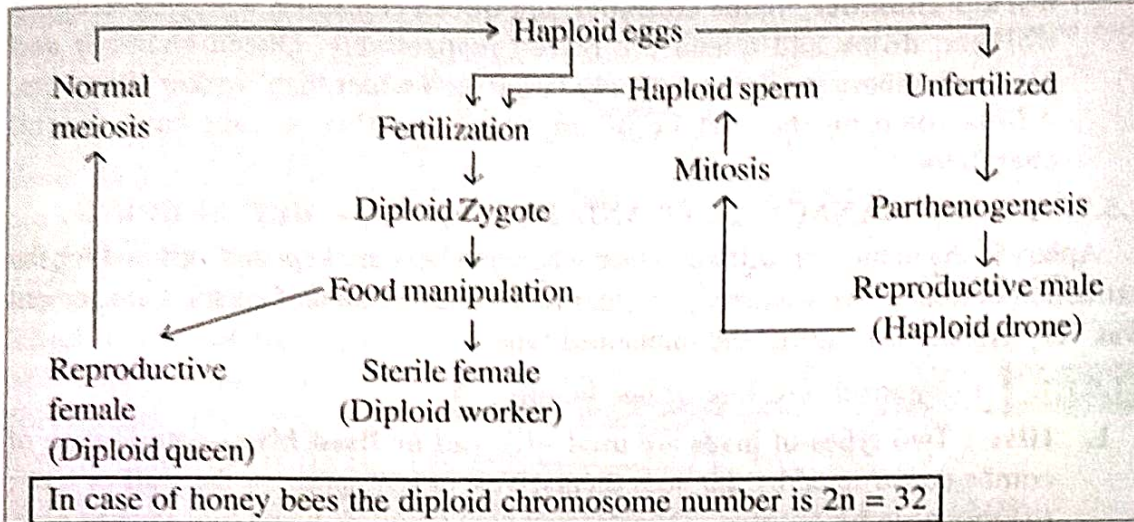 Haploid eggs
Normal
meiosis
Haploid sperm
Unfertilized
Fertilization
Mitosis
Diploid Zygote
Parthenogenesis
Food manipulation
Reproductive male
(Haploid drone)
Reproductive
female
(Diploid queen)
Sterile female
(Diploid worker)
In case of honey bees the diploid chromosome number is 2n = 32